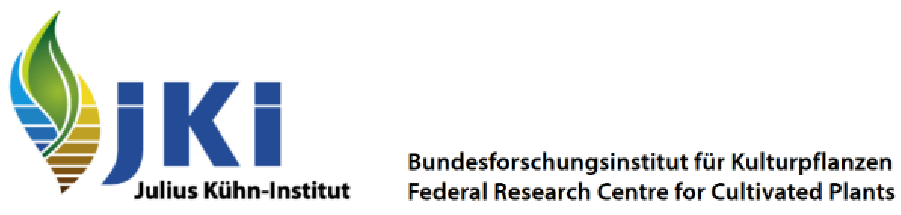 JKI
Julius Kühn-Institut
Bundesforschungsinstitut für Kulturpflanzen
Federal Research Centre for Cultivated Plants